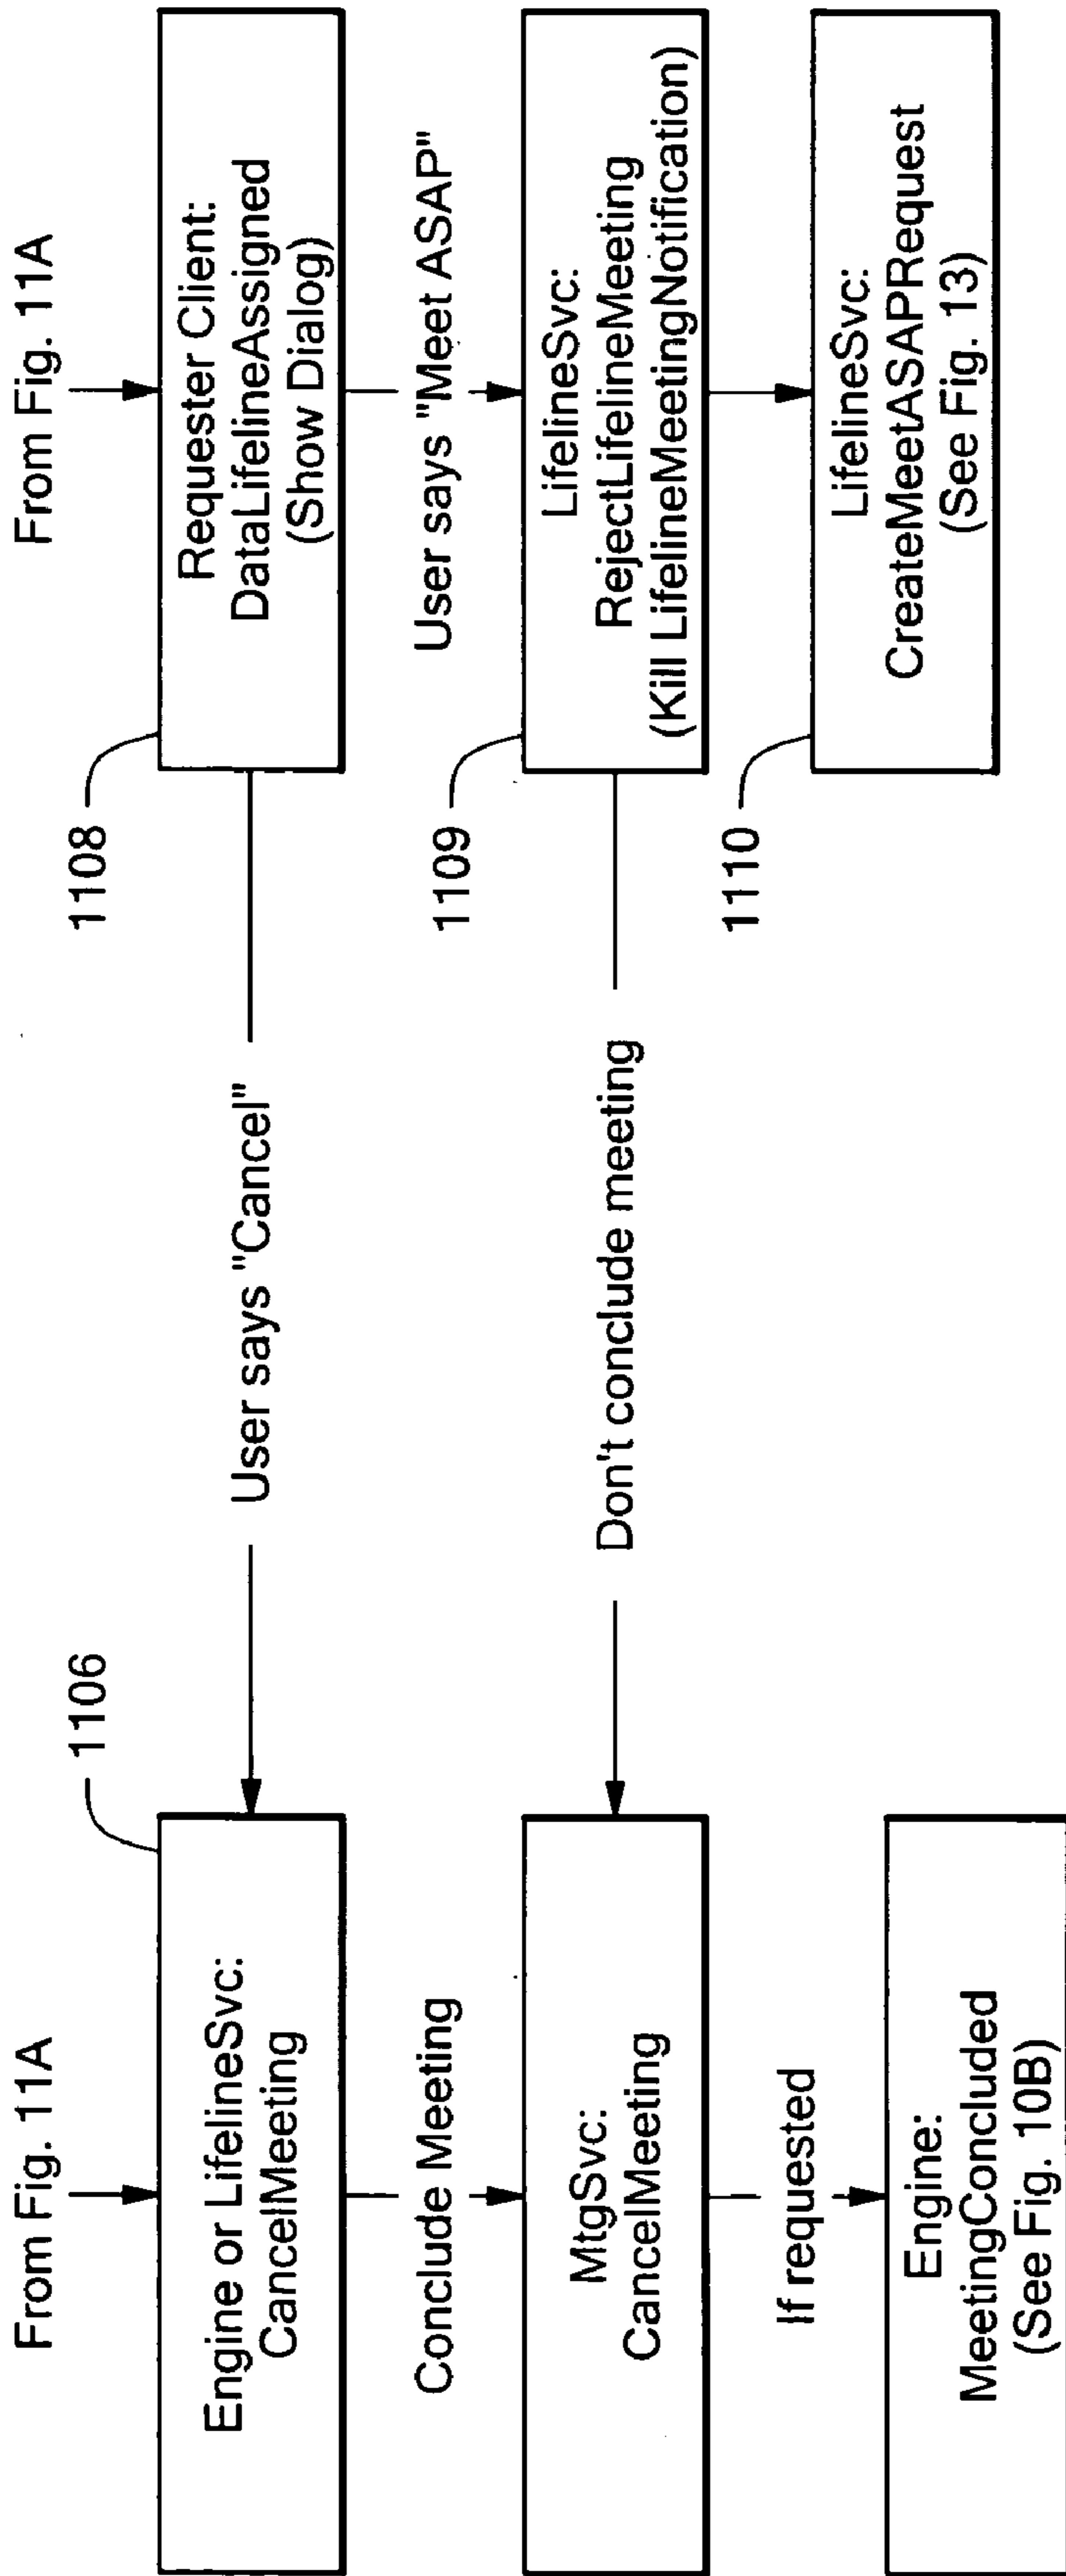 From Fig. 11A
1106
Engine or LifelineSvc:
CancelMeeting
Conclude Meeting
MtgSvc:
CancelMeeting
If requested
Engine:
MeetingConcluded
(See Fig. 10B)
User says "Cancel"
Don't conclude meeting
From Fig. 11A
1108
Requester Client:
DataLifelineAssigned
(Show Dialog)
User says "Meet ASAP"
1109
LifelineSvc:
RejectLifelineMeeting
(Kill LifelineMeetingNotification)
1110
LifelineSvc:
CreateMeetASAPRequest
(See Fig. 13)